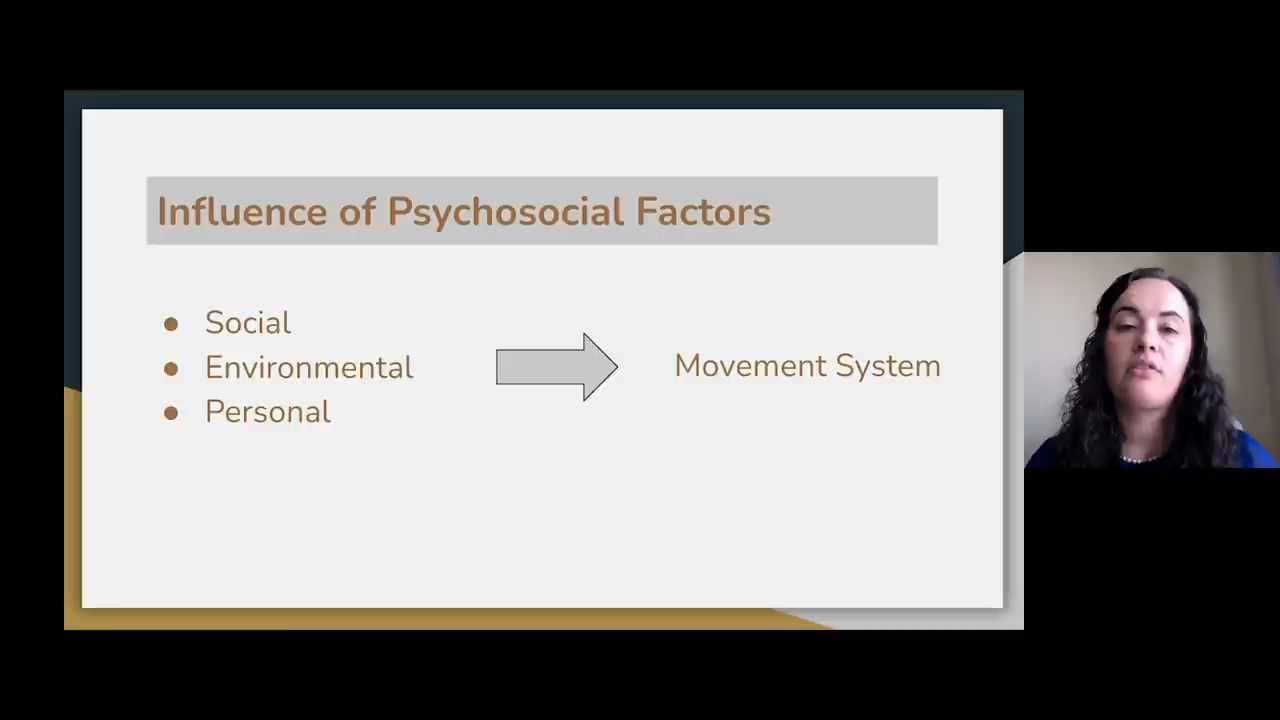 Influence of Psychosocial Factors
● Social
● Environmental
● Personal
Movement System